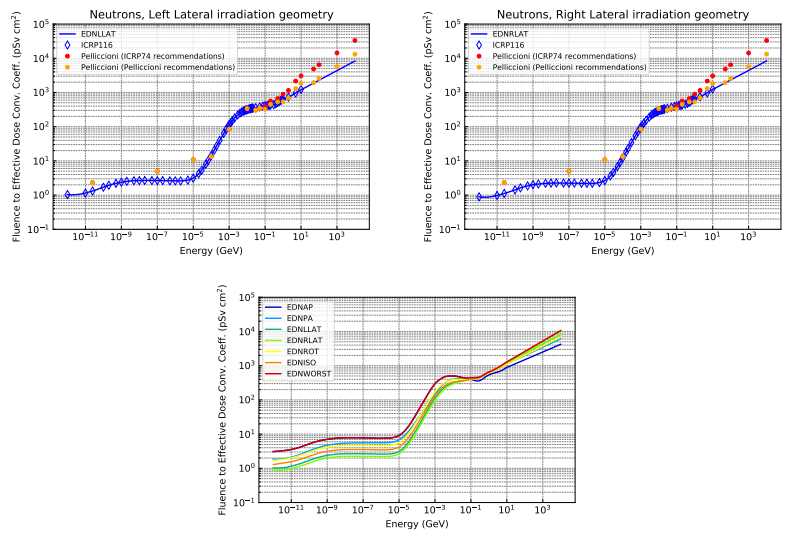 Neutrons, Left Lateral irradiation geometry
Fluence to Effective Dose Conv. Coeff. (pSv cm²)
10⁵
10⁴
10³
10²
10¹
10⁰
10⁻¹
EDNLLAT
ICRP116
Pelliccioni (ICRP74 recommendations)
Pelliccioni (Pelliccioni recommendations)
10⁻¹¹ 10⁻⁹ 10⁻⁷ 10⁻⁵ 10⁻³ 10⁻¹ 10¹ 10³
Energy (GeV)
Neutrons, Right Lateral irradiation geometry
Fluence to Effective Dose Conv. Coeff. (pSv cm²)
10⁵
10⁴
10³
10²
10¹
10⁰
10⁻¹
EDNRLAT
ICRP116
Pelliccioni (ICRP74 recommendations)
Pelliccioni (Pelliccioni recommendations)
10⁻¹¹ 10⁻⁹ 10⁻⁷ 10⁻⁵ 10⁻³ 10⁻¹ 10¹ 10³
Energy (GeV)
Fluence to Effective Dose Conv. Coeff. (pSv cm²)
10⁵
10⁴
10³
10²
10¹
10⁰
10⁻¹
EDNAP
EDNPA
EDNLLAT
EDNRLAT
EDNROT
EDNISO
EDNWORST
10⁻¹¹ 10⁻⁹ 10⁻⁷ 10⁻⁵ 10⁻³ 10⁻¹ 10¹ 10³
Energy (GeV)